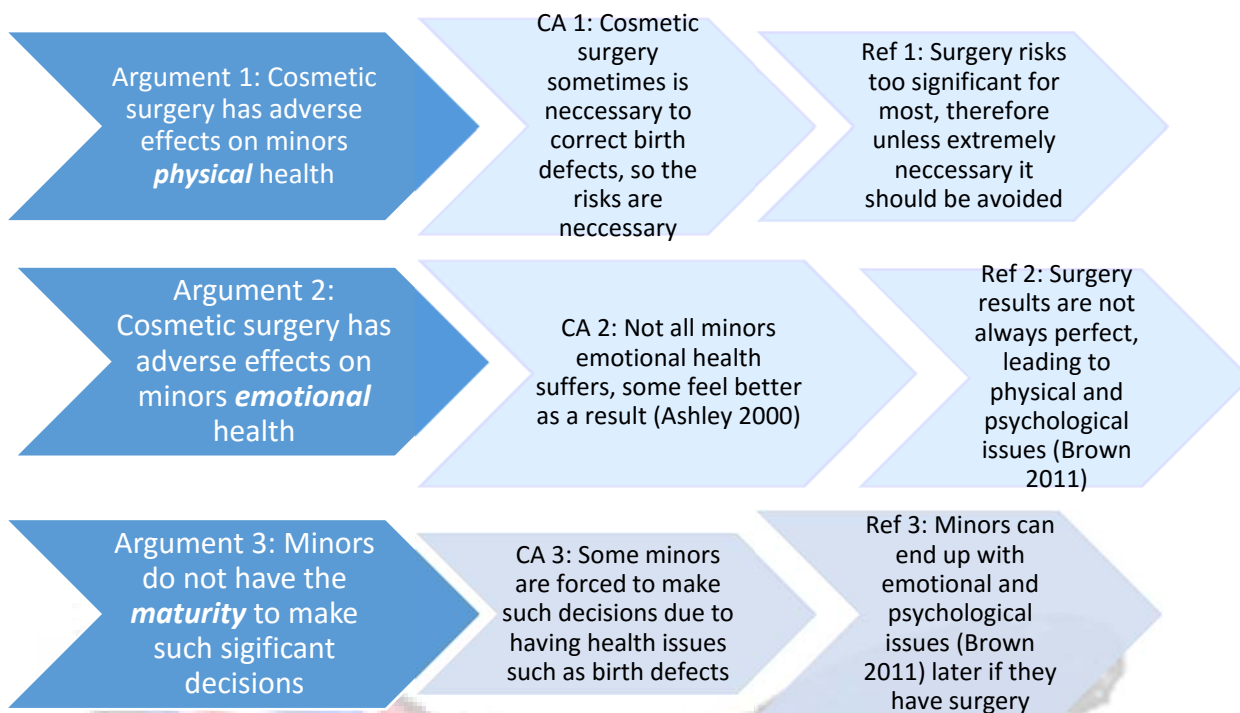 Argument 1: Cosmetic
surgery has adverse
effects on minors
physical health
CA 1: Cosmetic
surgery
sometimes is
neccessary to
correct birth
defects, so the
risks are
neccessary
Ref 1: Surgery risks
too significant for
most, therefore
unless extremely
neccessary it
should be avoided
Argument 2:
Cosmetic surgery has
adverse effects on
minors emotional
health
CA 2: Not all minors
emotional health
suffers, some feel better
as a result (Ashley 2000)
Ref 2: Surgery
results are not
always perfect,
leading to
physical and
psychological
issues (Brown
2011)
Argument 3: Minors
do not have the
maturity to make
such sigificant
decisions
CA 3: Some minors
are forced to make
such decisions due to
having health issues
such as birth defects
Ref 3: Minors can
end up with
emotional and
psychological
issues (Brown
2011) later if they
have surgery